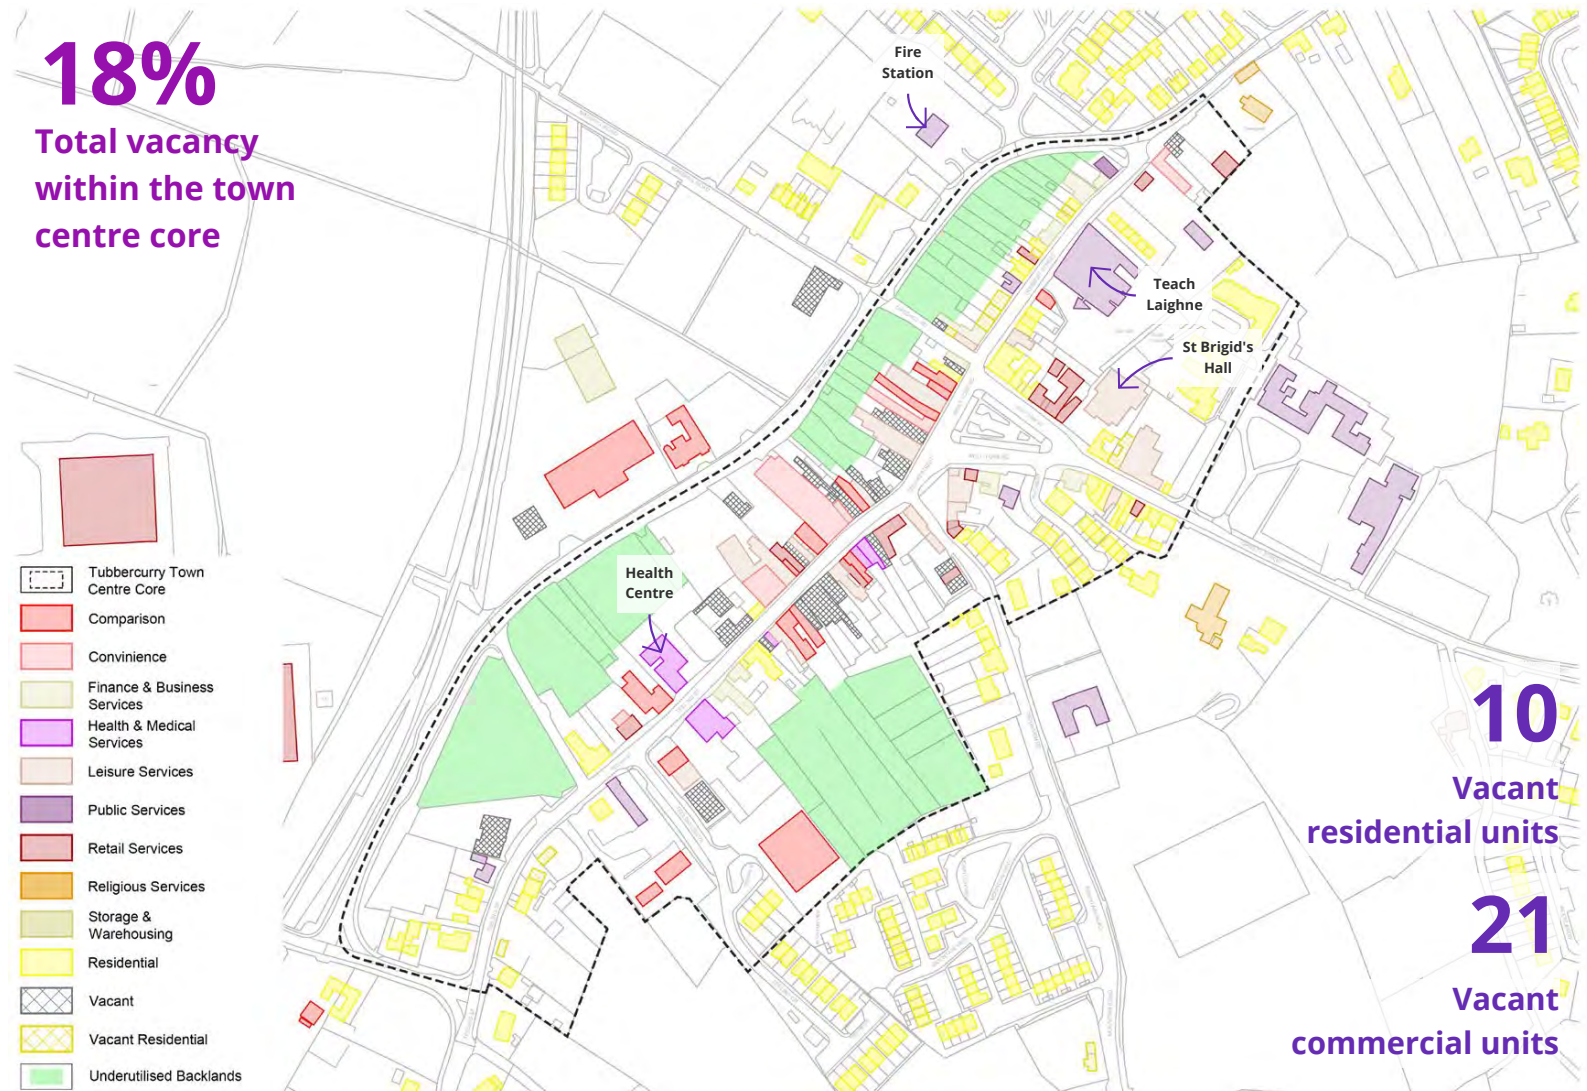 18%
Total vacancy
within the town
centre core
Fire
Station
Teach
Laighne
St Brigid's
Hall
Health
Centre
Tubbercurry Town
Centre Core
Comparison
Convinience
Finance & Business
Services
Health & Medical
Services
Leisure Services
Public Services
Retail Services
Religious Services
Storage &
Warehousing
Residential
Vacant
Vacant Residential
Underutilised Backlands
10
Vacant
residential units
21
Vacant
commercial units